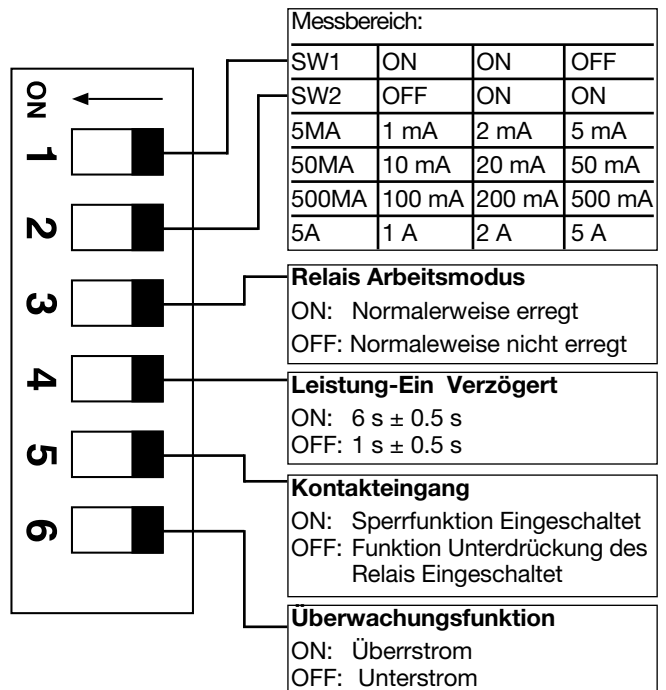 Messbereich:
SW1 ON ON OFF
SW2 OFF ON ON
5MA 1 mA 2 mA 5 mA
50MA 10 mA 20 mA 50 mA
500MA 100 mA 200 mA 500 mA
5A 1 A 2 A 5 A
ON
1
2
3
4
5
6
Relais Arbeitsmodus
ON: Normalerweise erregt
OFF: Normaleweise nicht erregt
Leistung-Ein Verzögert
ON: 6 s ± 0.5 s
OFF: 1 s ± 0.5 s
Kontakteingang
ON: Sperrfunktion Eingeschaltet
OFF: Funktion Unterdrückung des
Relais Eingeschaltet
Überwachungsfunktion
ON: Überrstrom
OFF: Unterstrom